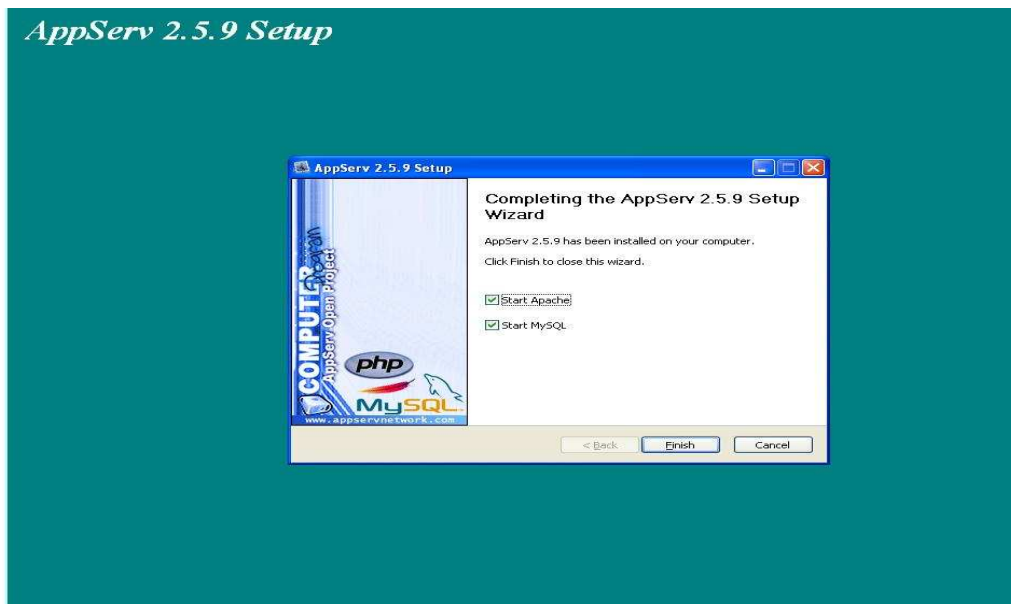 AppServ 2.5.9 Setup
AppServ 2.5.9 Setup
Completing the AppServ 2.5.9 Setup
Wizard
AppServ 2.5.9 has been installed on your computer.
Click Finish to close this wizard.
Start Apache
Start MySQL
COMPUTER
Program
AppServ Open Project
php
MySQL
www.appservnetwork.com
< Back
Finish
Cancel